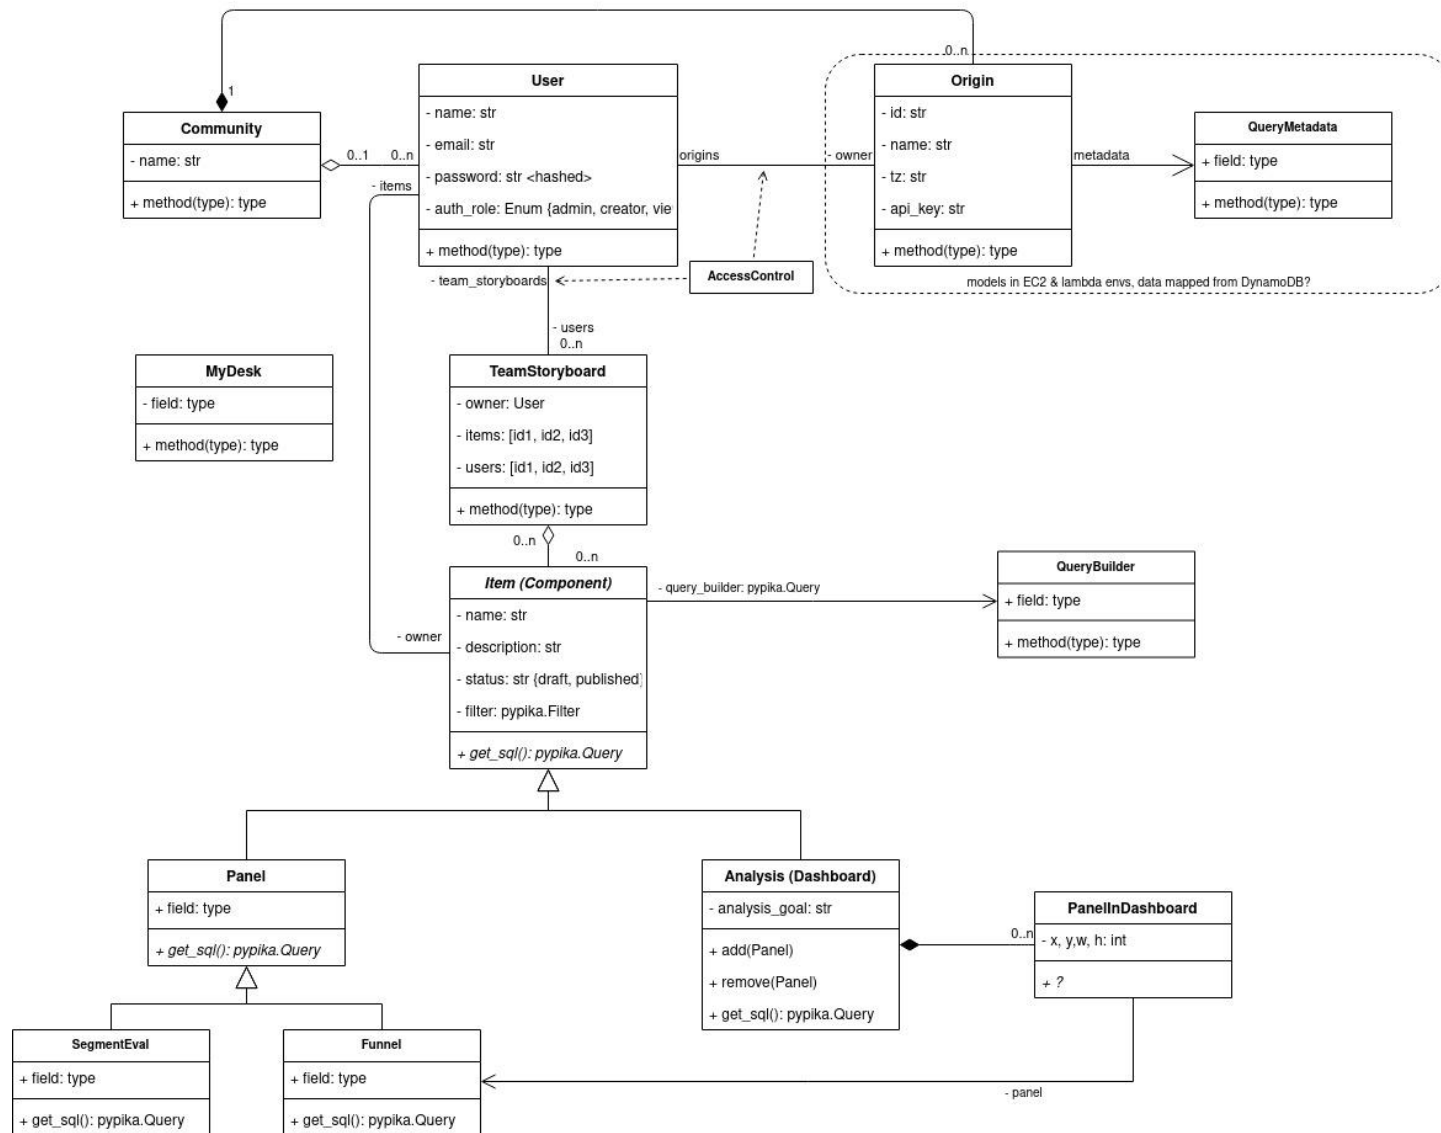 0..n
1
Community
- name: str
+ method(type): type
0..1
0..n
- items
User
- name: str
- email: str
- password: str <hashed>
- auth_role: Enum {admin, creator, vie
+ method(type): type
origins
- owner
Origin
- id: str
- name: str
- tz: str
- api_key: str
+ method(type): type
metadata
QueryMetadata
+ field: type
+ method(type): type
models in EC2 & lambda envs, data mapped from DynamoDB?
AccessControl
- team_storyboards
- users
0..n
MyDesk
- field: type
+ method(type): type
TeamStoryboard
- owner: User
- items: [id1, id2, id3]
- users: [id1, id2, id3]
+ method(type): type
0..n
0..n
Item (Component)
- name: str
- description: str
- status: str {draft, published}
- filter: pypika.Filter
+ get_sql(): pypika.Query
- owner
- query_builder: pypika.Query
QueryBuilder
+ field: type
+ method(type): type
Panel
+ field: type
+ get_sql(): pypika.Query
Analysis (Dashboard)
- analysis_goal: str
+ add(Panel)
+ remove(Panel)
+ get_sql(): pypika.Query
0..n
PanelInDashboard
- x, y,w, h: int
+ ?
SegmentEval
+ field: type
+ get_sql(): pypika.Query
Funnel
+ field: type
+ get_sql(): pypika.Query
- panel